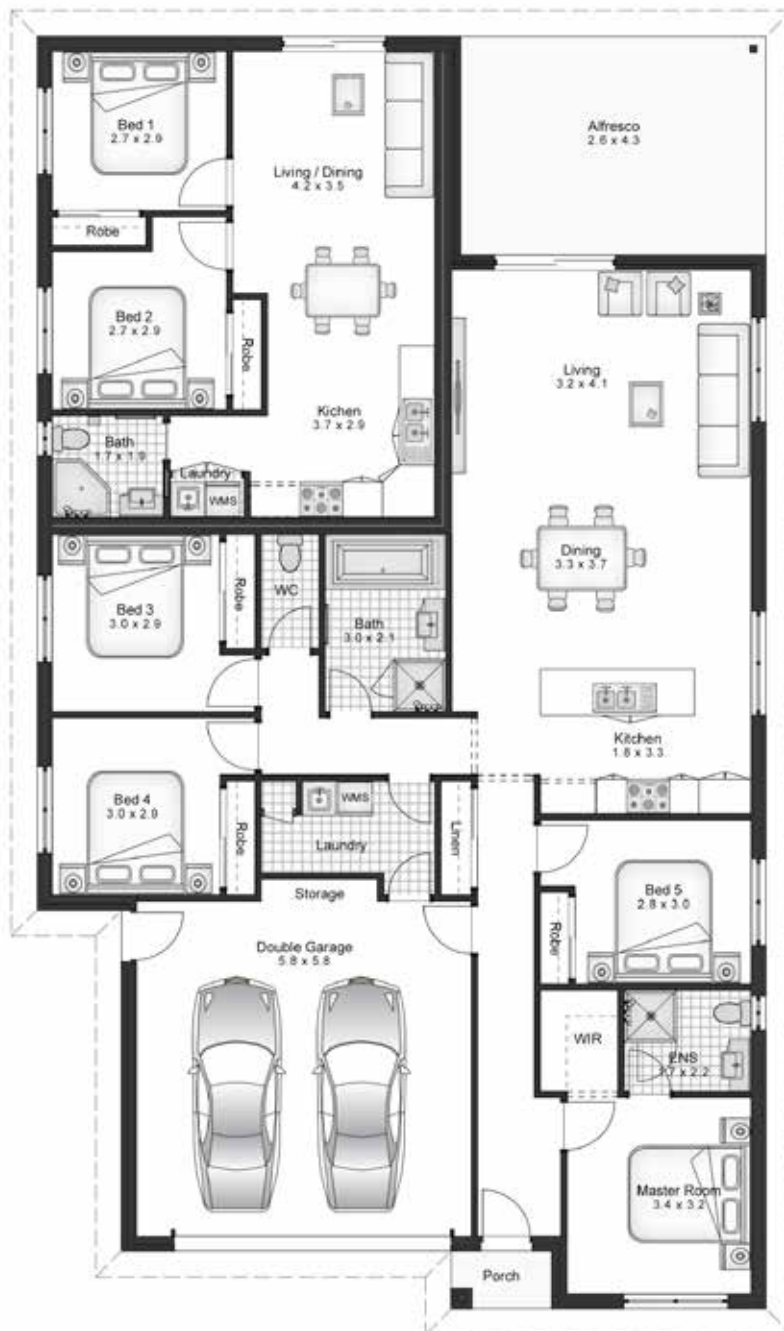 Bed 1
2.7 x 2.9
Living / Dining
4.2 x 3.5
Alfresco
2.6 x 4.3
Robe
Bed 2
2.7 x 2.9
Robe
Kichen
3.7 x 2.9
Living
3.2 x 4.1
Bath
1.7 x 1.9
Laundry
WMS
Bed 3
3.0 x 2.9
Robe
WC
Bath
3.0 x 2.1
Dining
3.3 x 3.7
Kitchen
1.8 x 3.3
Bed 4
3.0 x 2.9
Robe
WMS
Laundry
Linen
Storage
Bed 5
2.8 x 3.0
Robe
Double Garage
5.8 x 5.8
WIR
ENS
1.7 x 2.2
Master Room
3.4 x 3.2
Porch